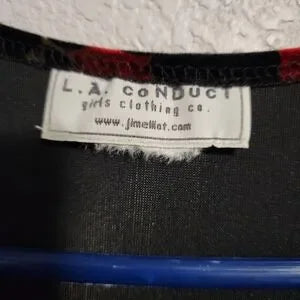 L.A. CoNDUCT
girls clothing co.
www.jimelliot.com